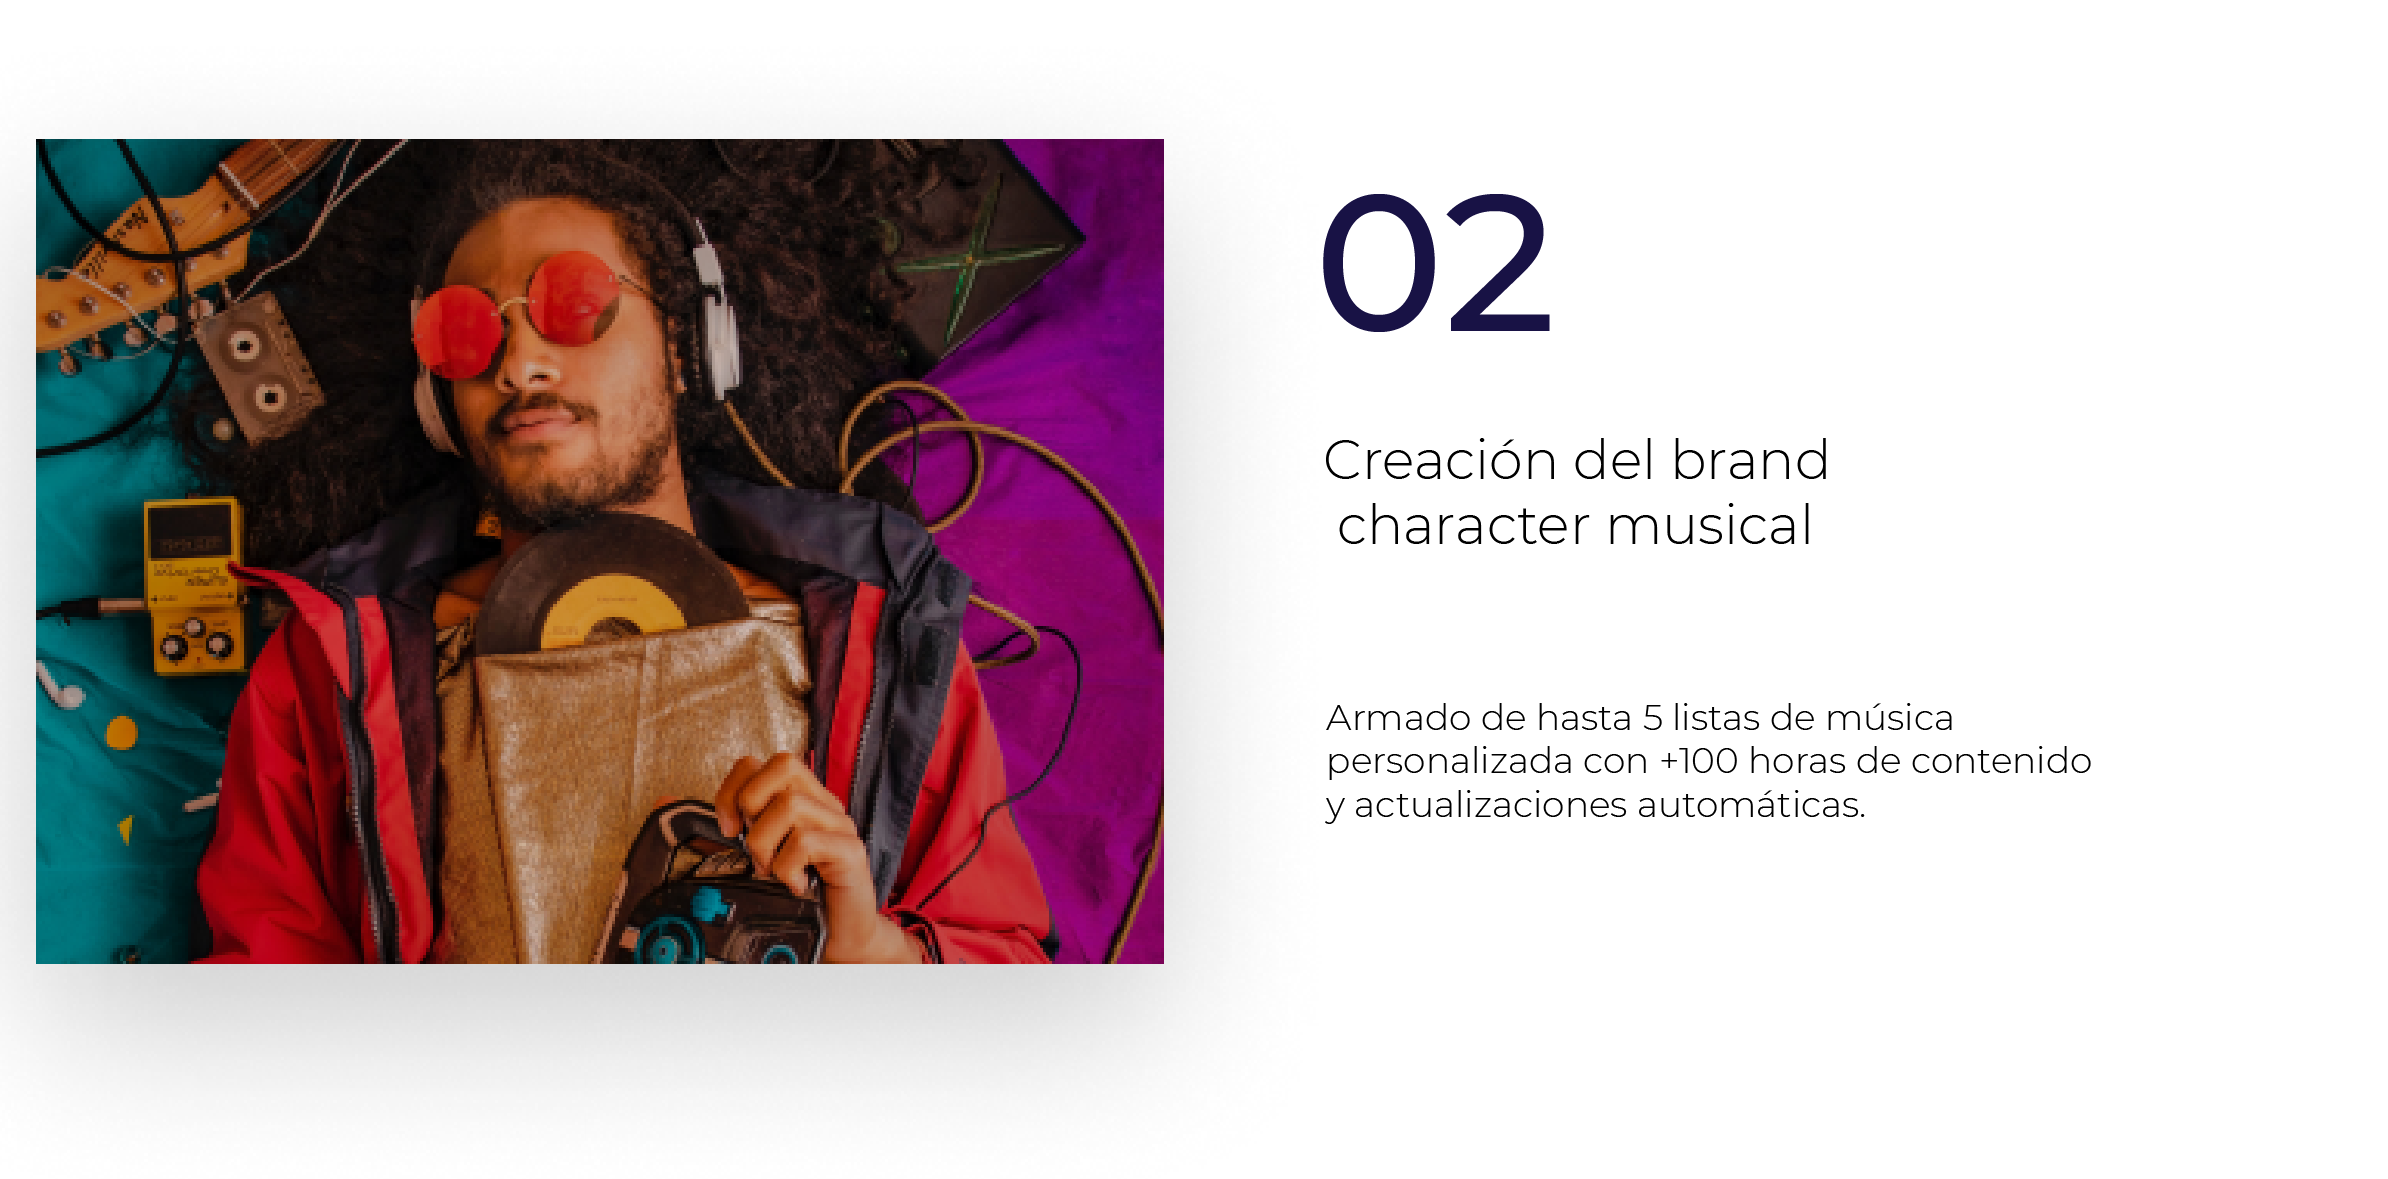 02
Creación del brand
character musical
Armado de hasta 5 listas de música
personalizada con +100 horas de contenido
y actualizaciones automáticas.